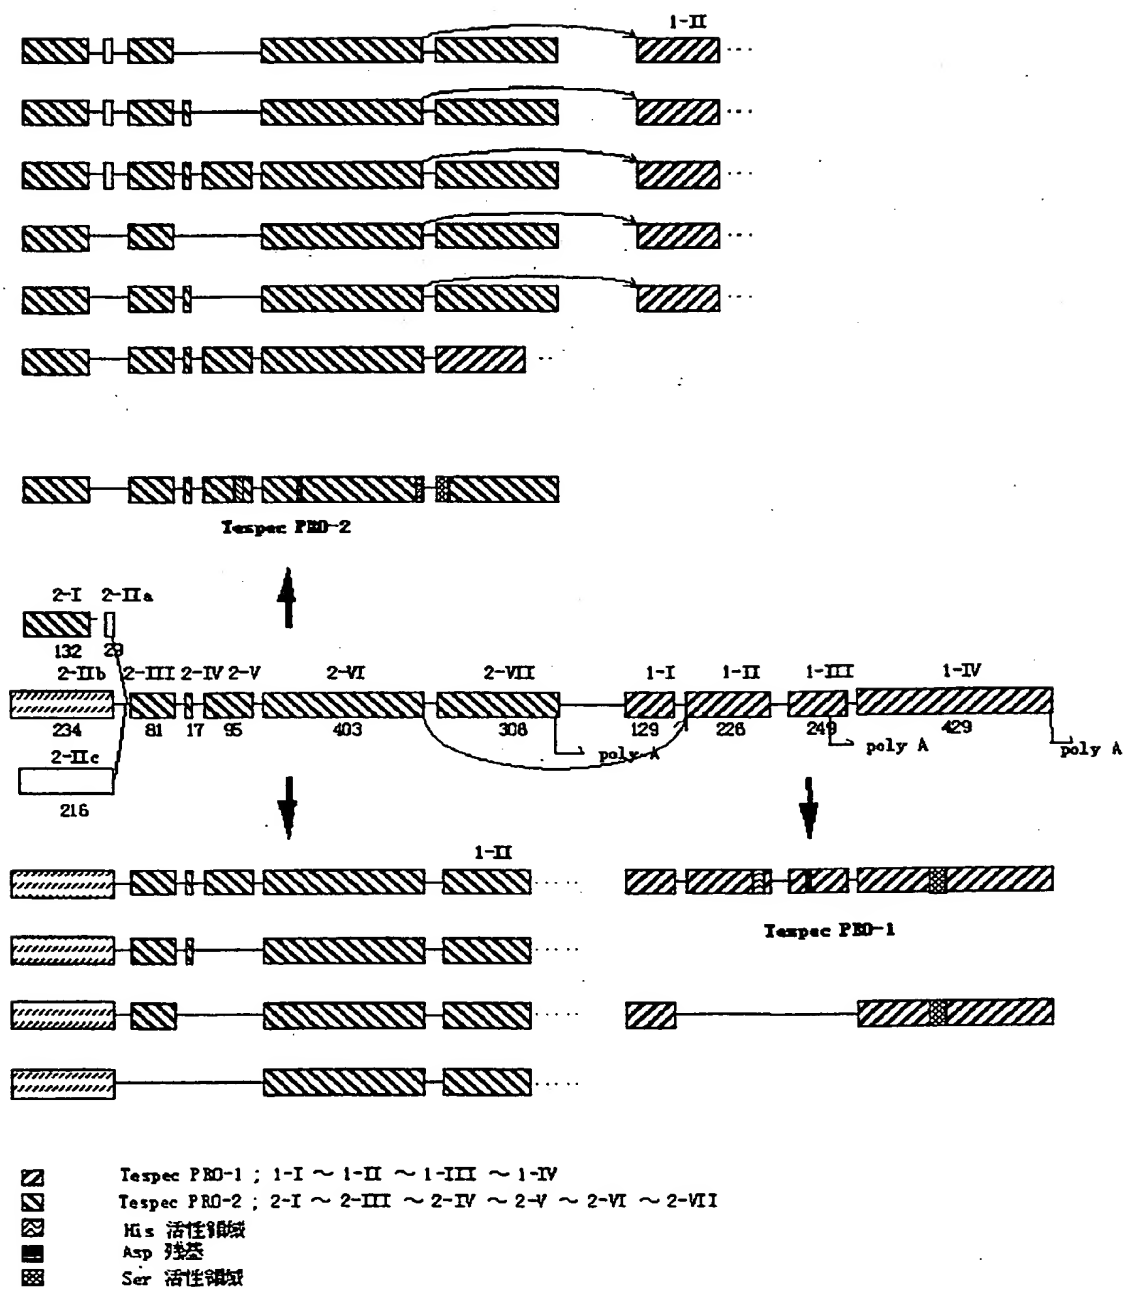 1-II
Tespec PRO-2
2-I 2-IIa
132 29
2-IIb 2-III 2-IV 2-V 2-VI 2-VII 1-I 1-II 1-III 1-IV
234 81 17 95 403 308 129 226 249 429
poly A poly A poly A
2-IIc
216
1-II
Tespec PRO-1
Tespec PRO-1 ; 1-I ～ 1-II ～ 1-III ～ 1-IV
Tespec PRO-2 ; 2-I ～ 2-III ～ 2-IV ～ 2-V ～ 2-VI ～ 2-VII
His 活性領域
Asp 残基
Ser 活性領域